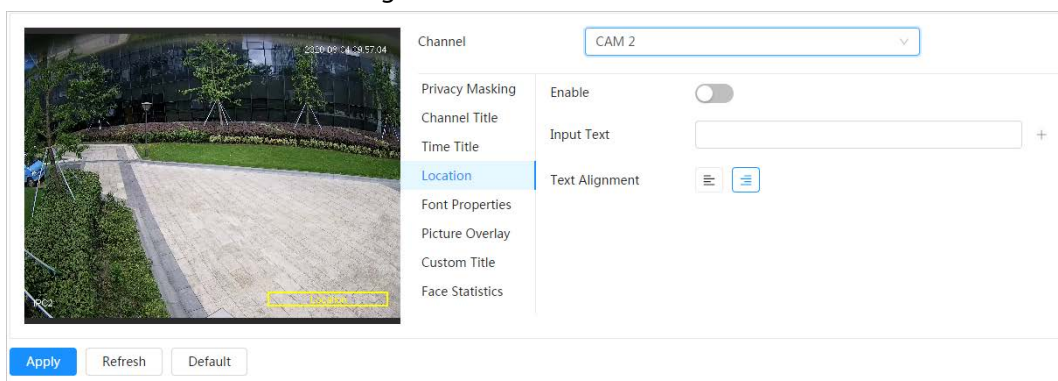 Channel
CAM 2
2020-09-04 09:57:04
Privacy Masking
Channel Title
Time Title
Location
Font Properties
Picture Overlay
Custom Title
Face Statistics
Enable
Input Text
+
Text Alignment
Location
IPC2
Apply
Refresh
Default